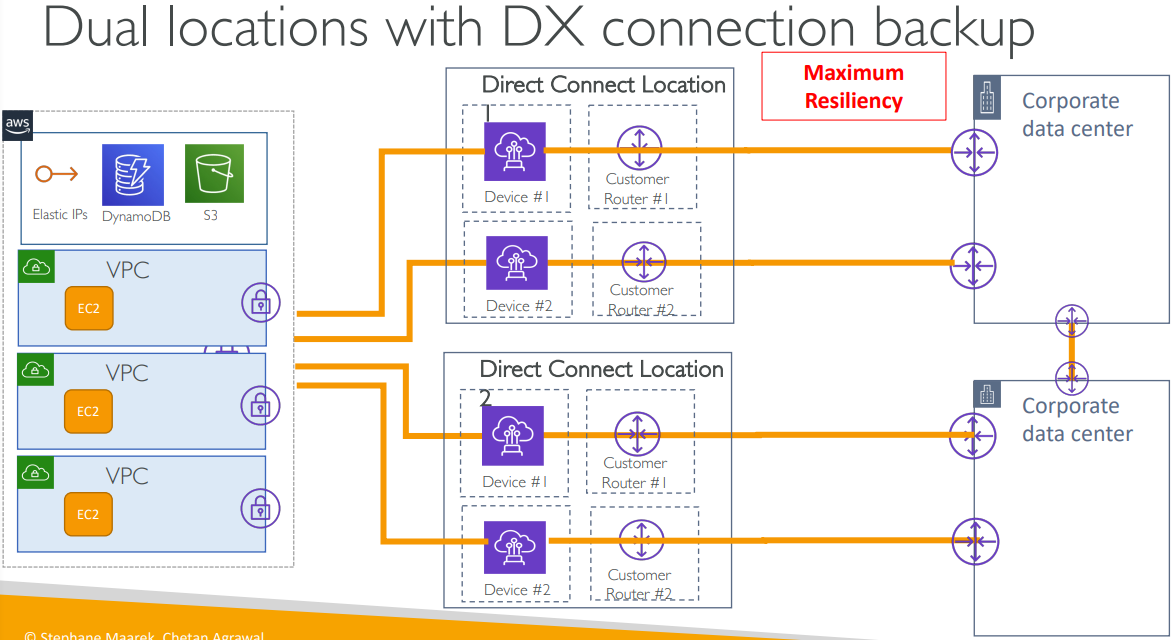 Dual locations with DX connection backup
Direct Connect Location
1
Maximum
Resiliency
Corporate
data center
aws
Elastic IPs
DynamoDB
S3
Device #1
Customer
Router #1
VPC
EC2
Device #2
Customer
Router #2
VPC
EC2
Direct Connect Location
2
Corporate
data center
Device #1
Customer
Router #1
VPC
EC2
Device #2
Customer
Router #2
© Stephane Maarek, Chetan Agrawal